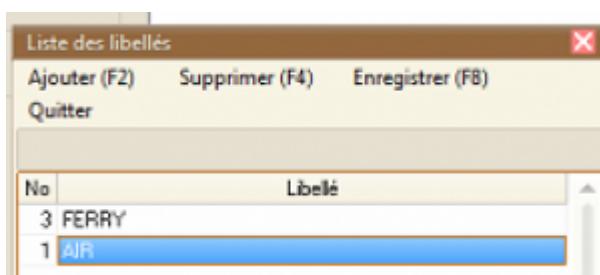 Liste des libellés
Ajouter (F2) Supprimer (F4) Enregistrer (F8)
Quitter
No Libellé
3 FERRY
1 AIR